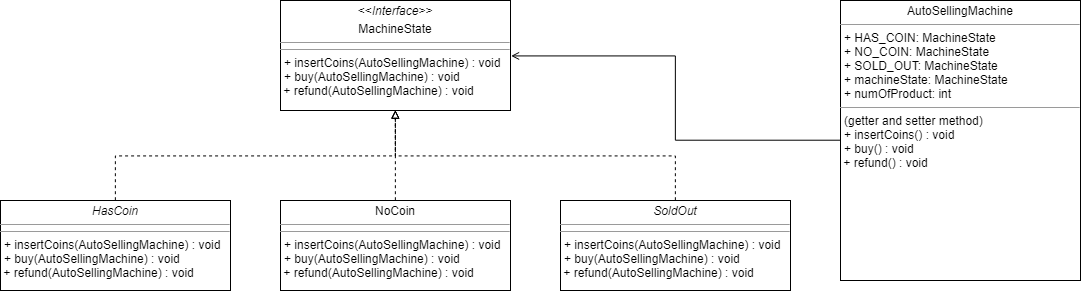 <<Interface>>
MachineState
+ insertCoins(AutoSellingMachine) : void
+ buy(AutoSellingMachine) : void
+ refund(AutoSellingMachine) : void
AutoSellingMachine
+ HAS_COIN: MachineState
+ NO_COIN: MachineState
+ SOLD_OUT: MachineState
+ machineState: MachineState
+ numOfProduct: int
(getter and setter method)
+ insertCoins() : void
+ buy() : void
+ refund() : void
HasCoin
+ insertCoins(AutoSellingMachine) : void
+ buy(AutoSellingMachine) : void
+ refund(AutoSellingMachine) : void
NoCoin
+ insertCoins(AutoSellingMachine) : void
+ buy(AutoSellingMachine) : void
+ refund(AutoSellingMachine) : void
SoldOut
+ insertCoins(AutoSellingMachine) : void
+ buy(AutoSellingMachine) : void
+ refund(AutoSellingMachine) : void